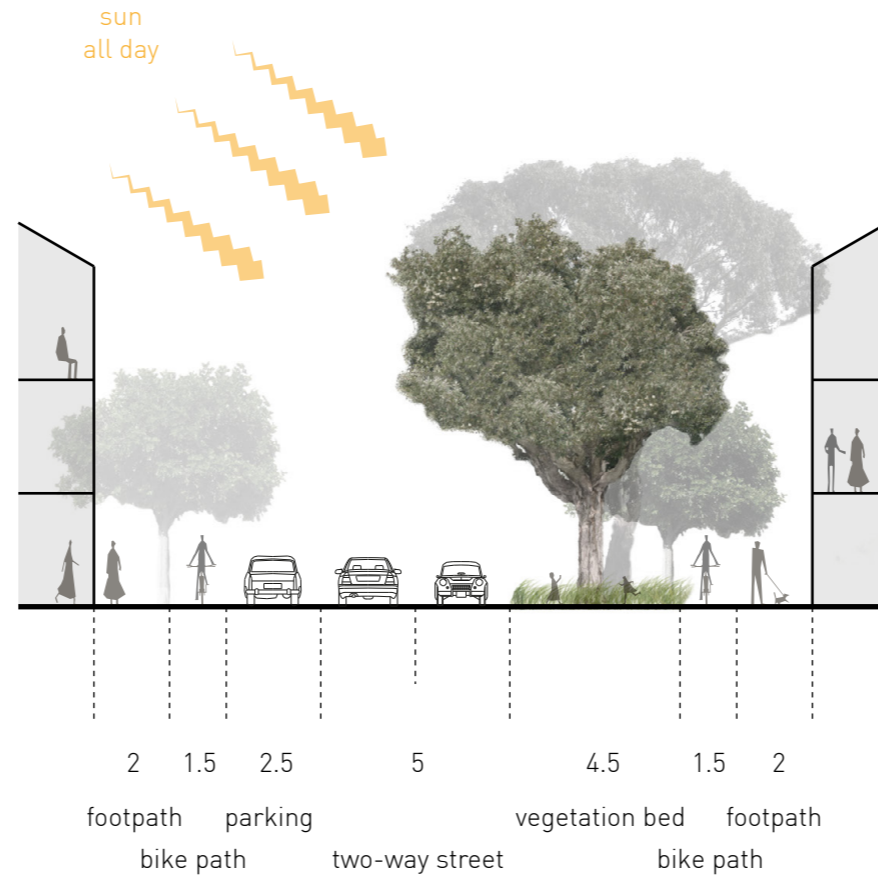 sun
all day
2 1.5 2.5 5 4.5 1.5 2
footpath parking vegetation bed footpath
bike path two-way street bike path